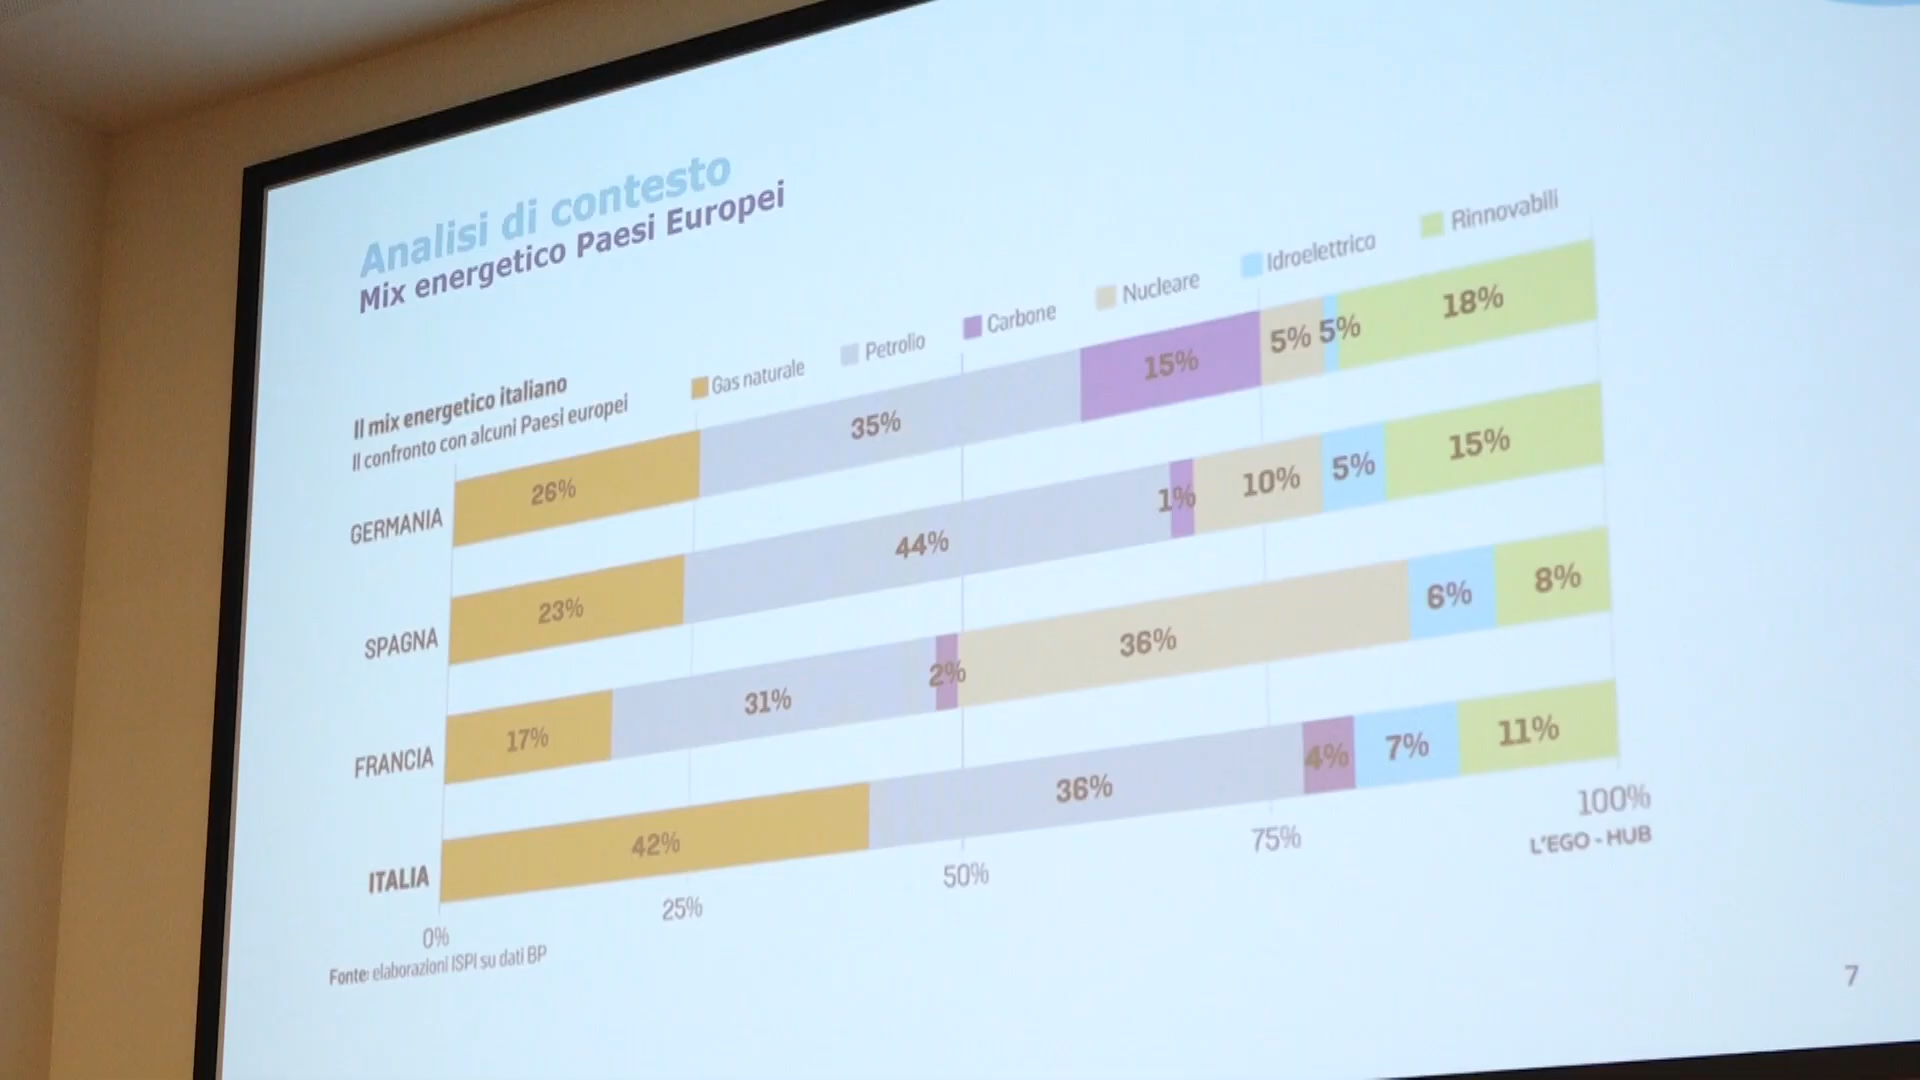 Analisi di contesto
Mix energetico Paesi Europei
Il mix energetico italiano
Il confronto con alcuni Paesi europei
Gas naturale
Petrolio
Carbone
Nucleare
Idroelettrico
Rinnovabili
GERMANIA 26% 35% 15% 5% 5% 18%
SPAGNA 23% 44% 1% 10% 5% 15%
FRANCIA 17% 31% 2% 36% 6% 8%
ITALIA 42% 36% 4% 7% 11%
0% 25% 50% 75% 100%
L'EGO - HUB
Fonte: elaborazioni ISPI su dati BP
7